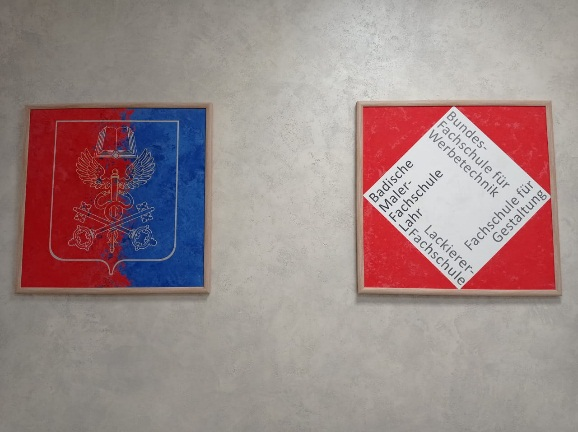 Bundes-
Fachschule für
Werbetechnik
Badische
Maler-
Fachschule
Lahr
Fachschule für
Gestaltung
Lackierer-
Fachschule